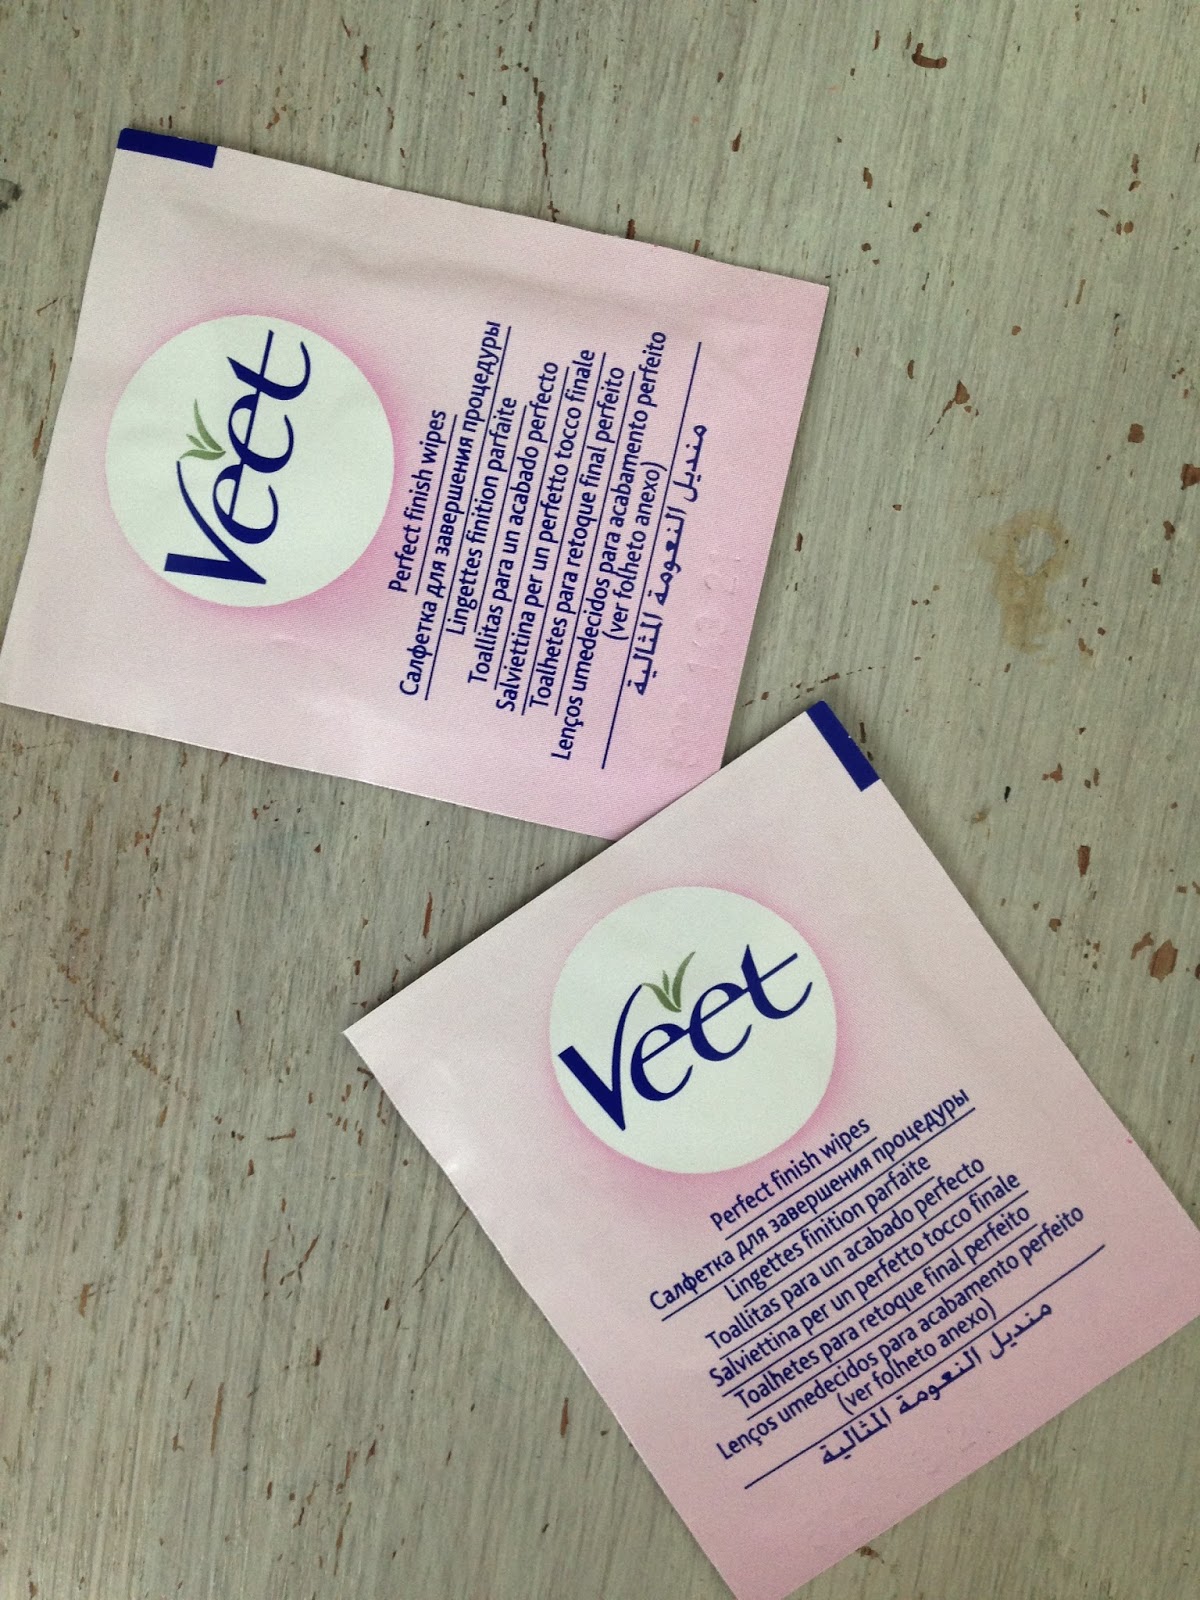 Veet
Perfect finish wipes
Салфетка для завершения процедуры
Lingettes finition parfaite
Toallitas para un acabado perfecto
Salviettina per un perfetto tocco finale
Toalhetes para retoque final perfeito
Lenços umedecidos para acabamento perfeito
(ver folheto anexo)
منديل النعومة المثالية
Veet
Perfect finish wipes
Салфетка для завершения процедуры
Lingettes finition parfaite
Toallitas para un acabado perfecto
Salviettina per un perfetto tocco finale
Toalhetes para retoque final perfeito
Lenços umedecidos para acabamento perfeito
(ver folheto anexo)
منديل النعومة المثالية